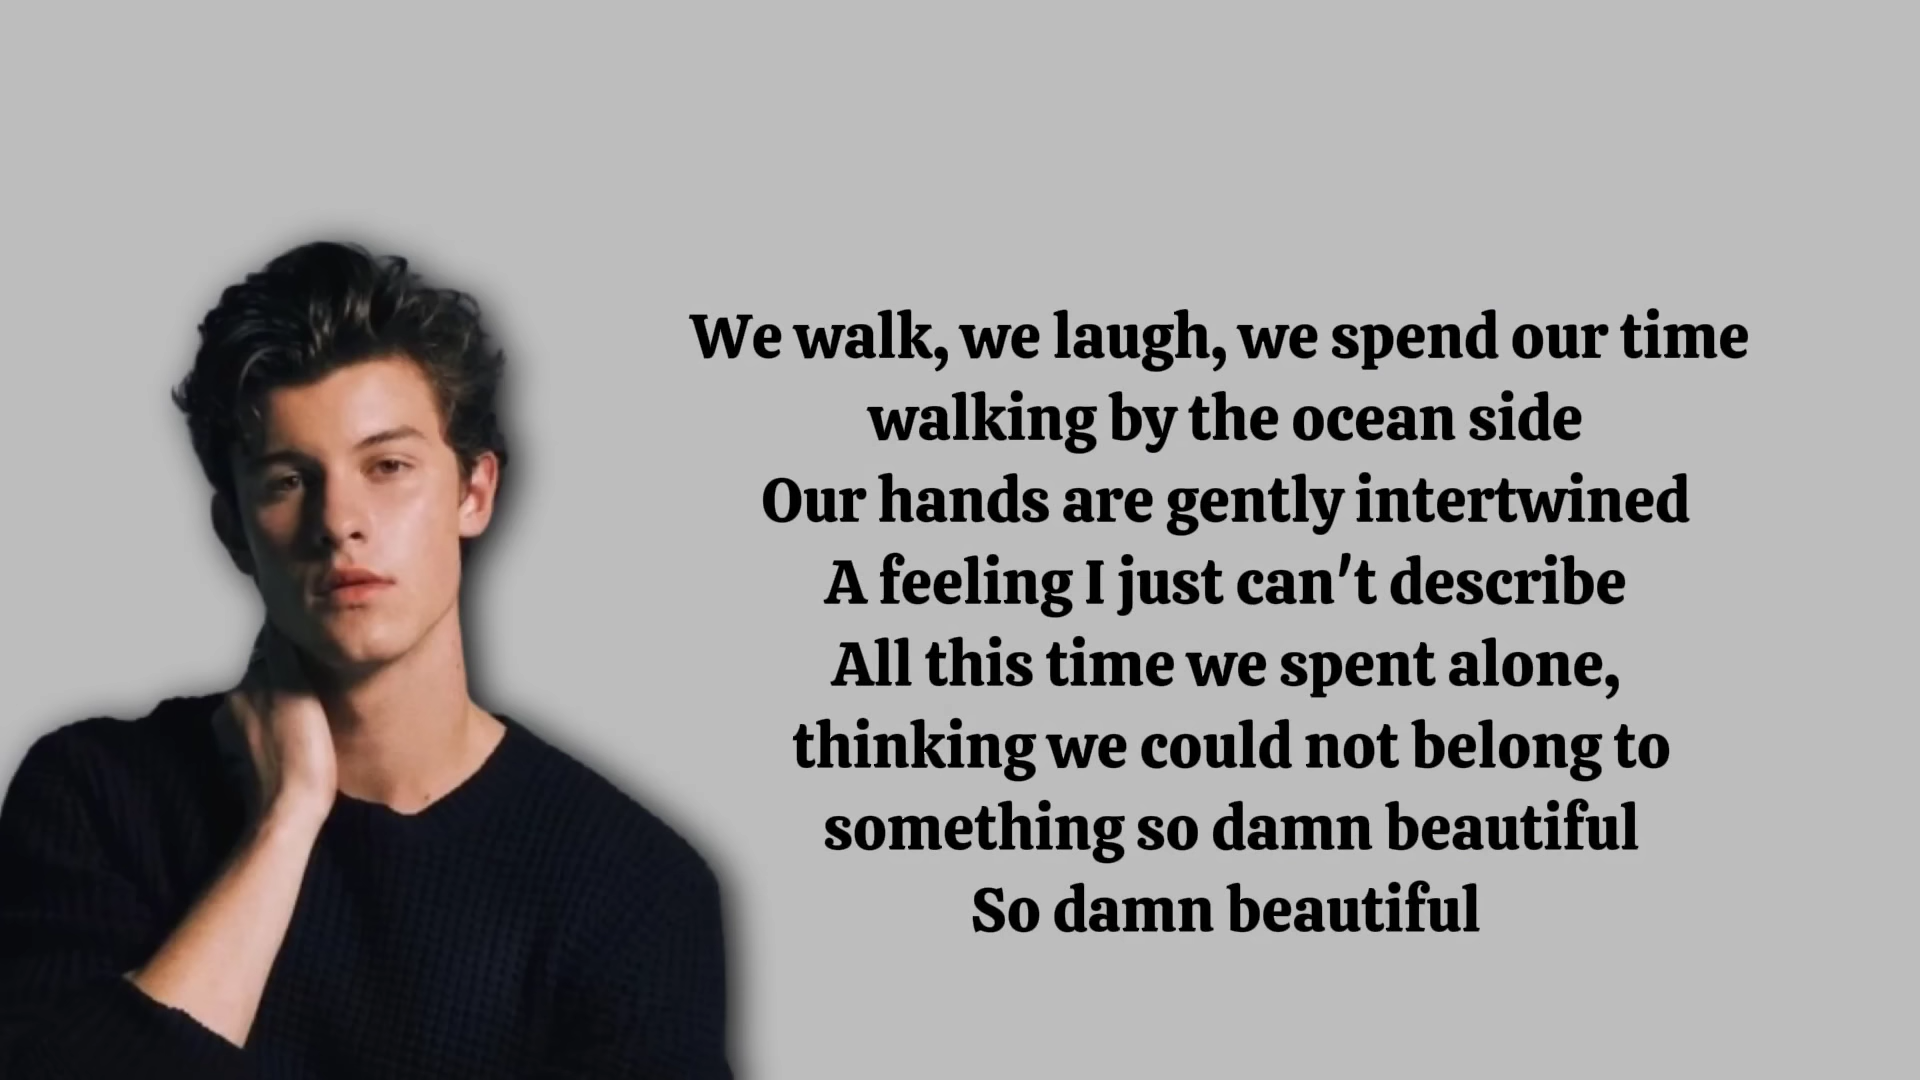 We walk, we laugh, we spend our time
walking by the ocean side
Our hands are gently intertwined
A feeling I just can't describe
All this time we spent alone,
thinking we could not belong to
something so damn beautiful
So damn beautiful